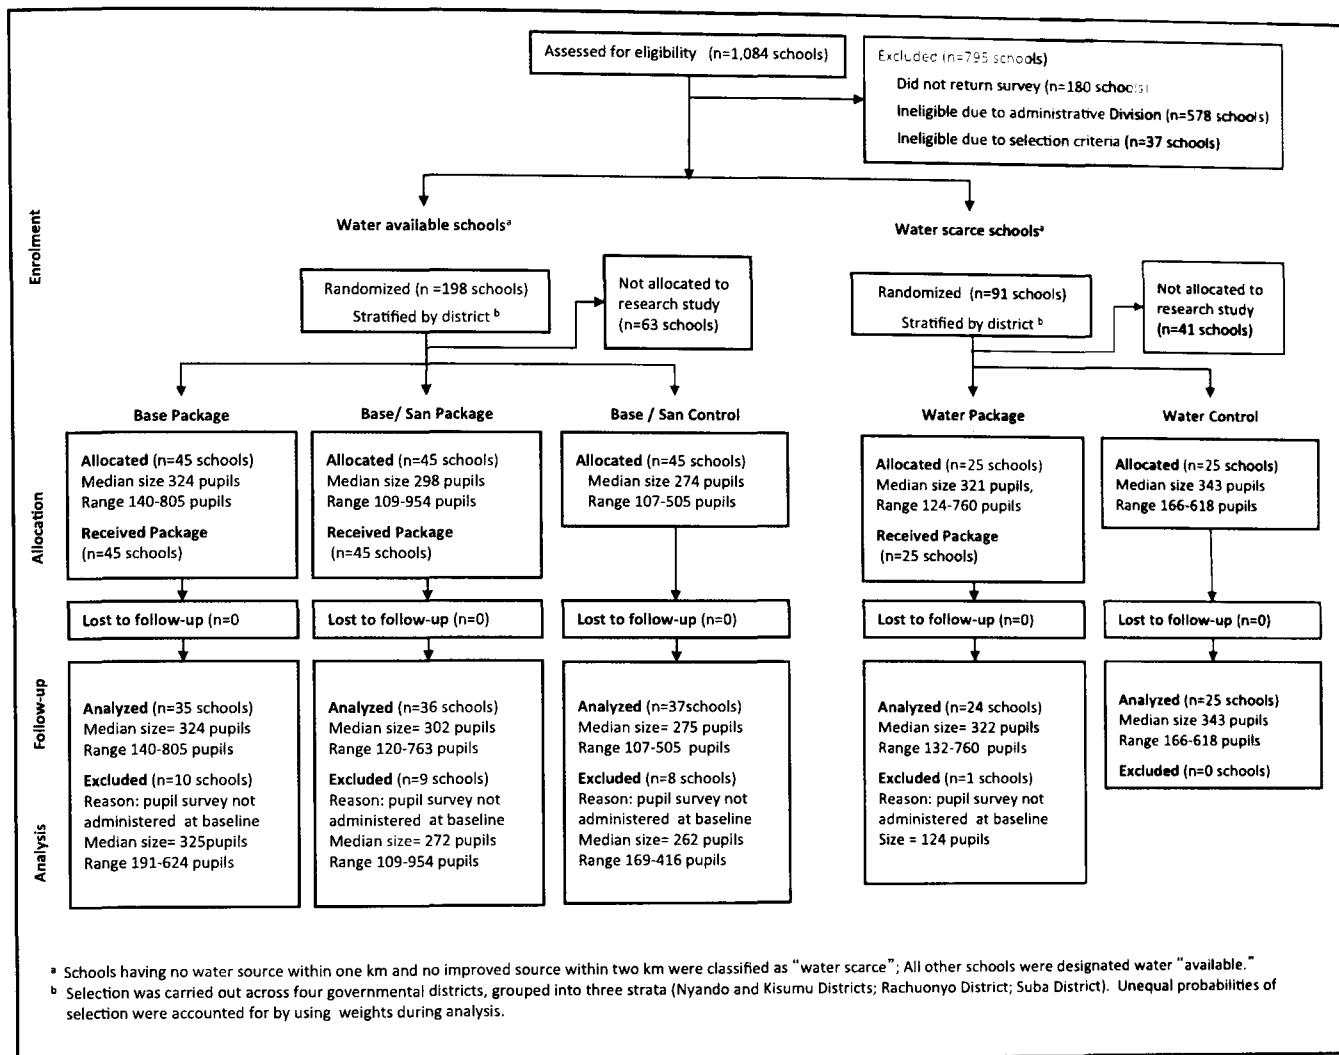 Assessed for eligibility (n=1,084 schools)
Excluded (n=795 schools)
Did not return survey (n=180 schools)
Ineligible due to administrative Division (n=578 schools)
Ineligible due to selection criteria (n=37 schools)
Enrolment
Water available schools^a
Water scarce schools^a
Randomized (n =198 schools)
Stratified by district ^b
Not allocated to
research study
(n=63 schools)
Randomized (n=91 schools)
Stratified by district ^b
Not allocated to
research study
(n=41 schools)
Allocation
Base Package
Allocated (n=45 schools)
Median size 324 pupils
Range 140-805 pupils
Received Package
(n=45 schools)
Base/ San Package
Allocated (n=45 schools)
Median size 298 pupils
Range 109-954 pupils
Received Package
(n=45 schools)
Base / San Control
Allocated (n=45 schools)
Median size 274 pupils
Range 107-505 pupils
Water Package
Allocated (n=25 schools)
Median size 321 pupils,
Range 124-760 pupils
Received Package
(n=25 schools)
Water Control
Allocated (n=25 schools)
Median size 343 pupils
Range 166-618 pupils
Follow-up
Lost to follow-up (n=0
Lost to follow-up (n=0)
Lost to follow-up (n=0)
Lost to follow-up (n=0)
Lost to follow-up (n=0)
Analysis
Analyzed (n=35 schools)
Median size= 324 pupils
Range 140-805 pupils
Excluded (n=10 schools)
Reason: pupil survey not
administered at baseline
Median size= 325pupils
Range 191-624 pupils
Analyzed (n=36 schools)
Median size= 302 pupils
Range 120-763 pupils
Excluded (n=9 schools)
Reason: pupil survey not
administered at baseline
Median size= 272 pupils
Range 109-954 pupils
Analyzed (n=37schools)
Median size= 275 pupils
Range 107-505 pupils
Excluded (n=8 schools)
Reason: pupil survey not
administered at baseline
Median size= 262 pupils
Range 169-416 pupils
Analyzed (n=24 schools)
Median size= 322 pupils
Range 132-760 pupils
Excluded (n=1 schools)
Reason: pupil survey not
administered at baseline
Size = 124 pupils
Analyzed (n=25 schools)
Median size 343 pupils
Range 166-618 pupils
Excluded (n=0 schools)
^a Schools having no water source within one km and no improved source within two km were classified as "water scarce"; All other schools were designated water "available."
^b Selection was carried out across four governmental districts, grouped into three strata (Nyando and Kisumu Districts; Rachuonyo District; Suba District). Unequal probabilities of
selection were accounted for by using weights during analysis.